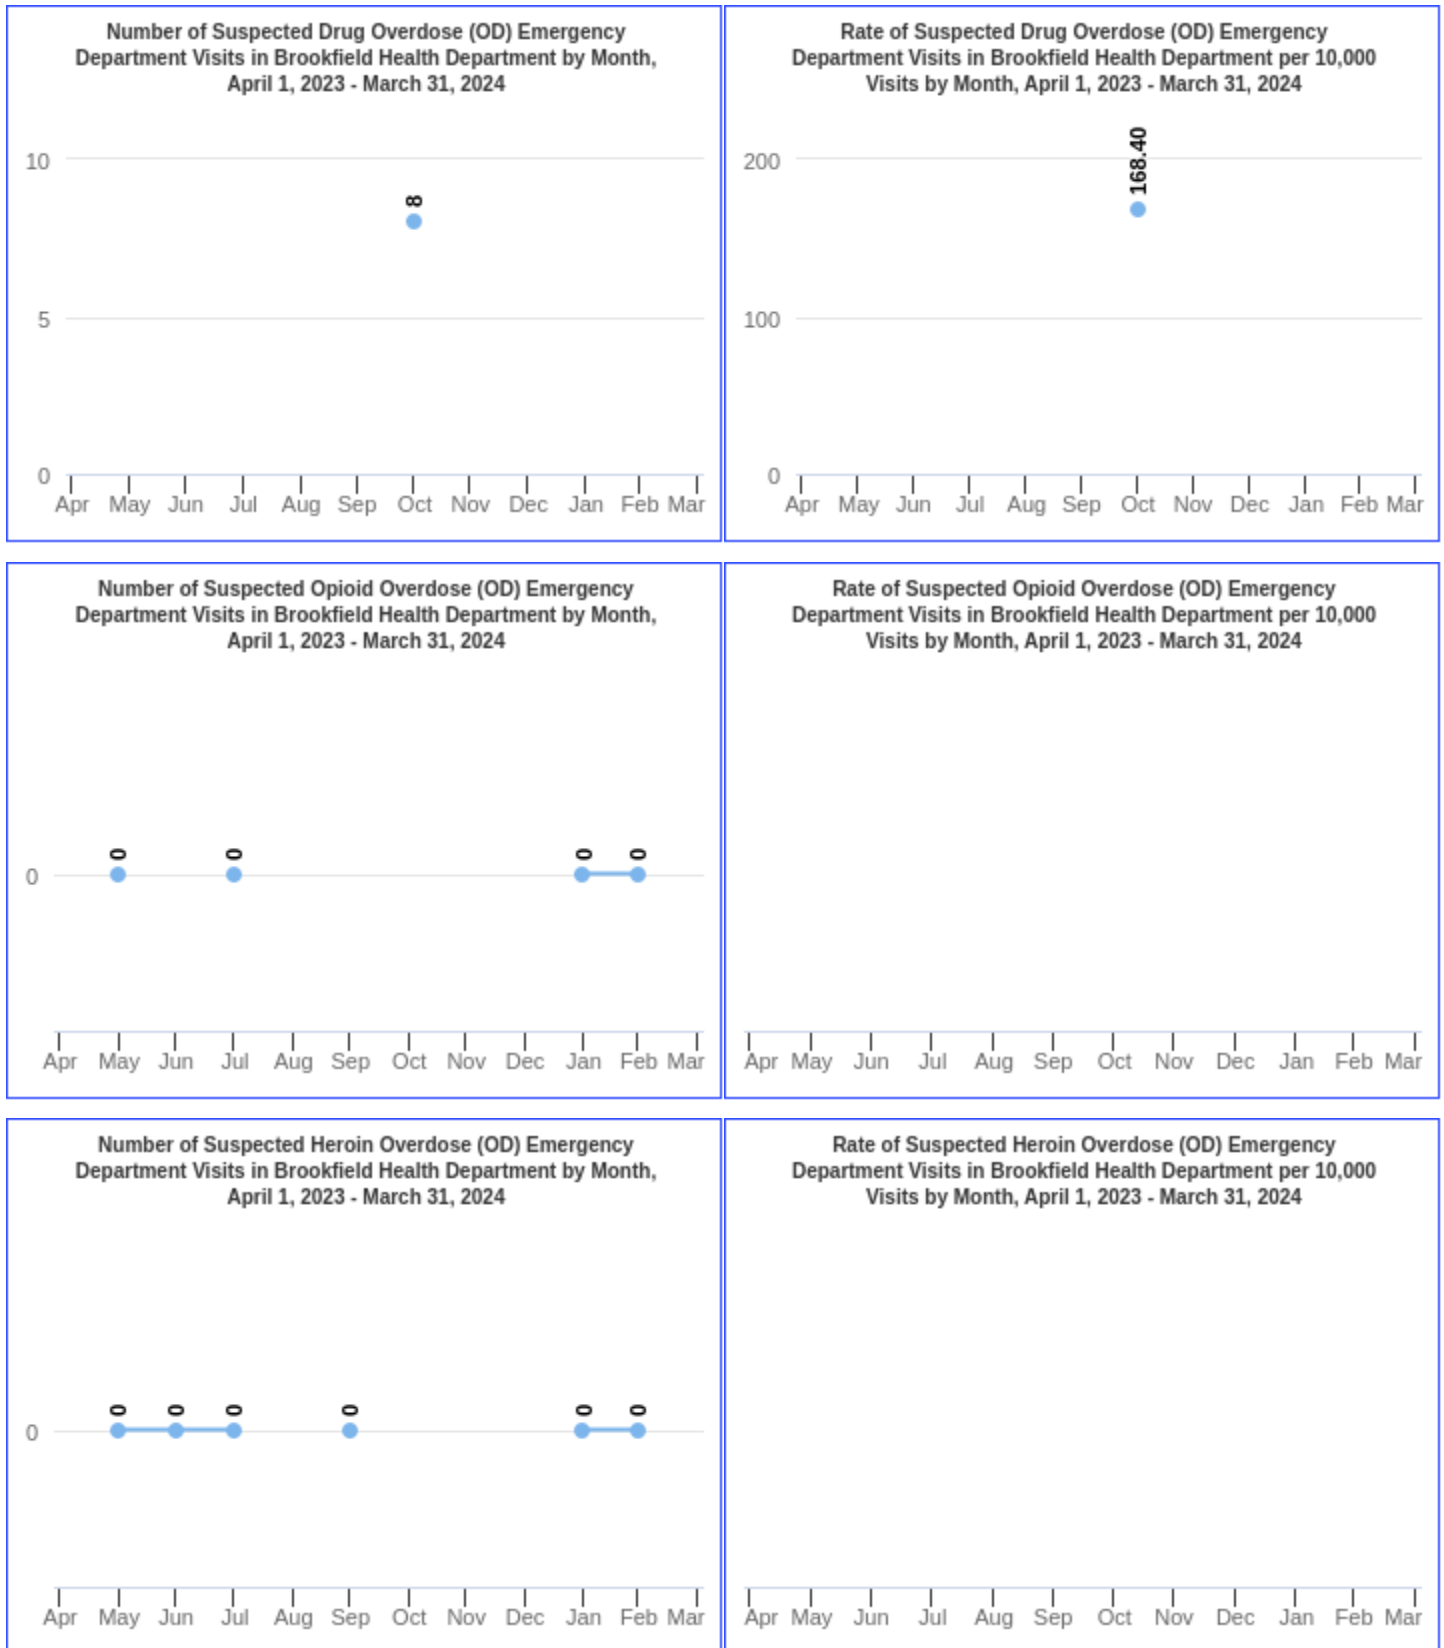 Number of Suspected Drug Overdose (OD) Emergency
Department Visits in Brookfield Health Department by Month,
April 1, 2023 - March 31, 2024
10
8
5
0
Apr May Jun Jul Aug Sep Oct Nov Dec Jan Feb Mar
Rate of Suspected Drug Overdose (OD) Emergency
Department Visits in Brookfield Health Department per 10,000
Visits by Month, April 1, 2023 - March 31, 2024
200
168.40
100
0
Apr May Jun Jul Aug Sep Oct Nov Dec Jan Feb Mar
Number of Suspected Opioid Overdose (OD) Emergency
Department Visits in Brookfield Health Department by Month,
April 1, 2023 - March 31, 2024
0 0 0 0
0
Apr May Jun Jul Aug Sep Oct Nov Dec Jan Feb Mar
Rate of Suspected Opioid Overdose (OD) Emergency
Department Visits in Brookfield Health Department per 10,000
Visits by Month, April 1, 2023 - March 31, 2024
Apr May Jun Jul Aug Sep Oct Nov Dec Jan Feb Mar
Number of Suspected Heroin Overdose (OD) Emergency
Department Visits in Brookfield Health Department by Month,
April 1, 2023 - March 31, 2024
0 0 0 0 0 0
0
Apr May Jun Jul Aug Sep Oct Nov Dec Jan Feb Mar
Rate of Suspected Heroin Overdose (OD) Emergency
Department Visits in Brookfield Health Department per 10,000
Visits by Month, April 1, 2023 - March 31, 2024
Apr May Jun Jul Aug Sep Oct Nov Dec Jan Feb Mar